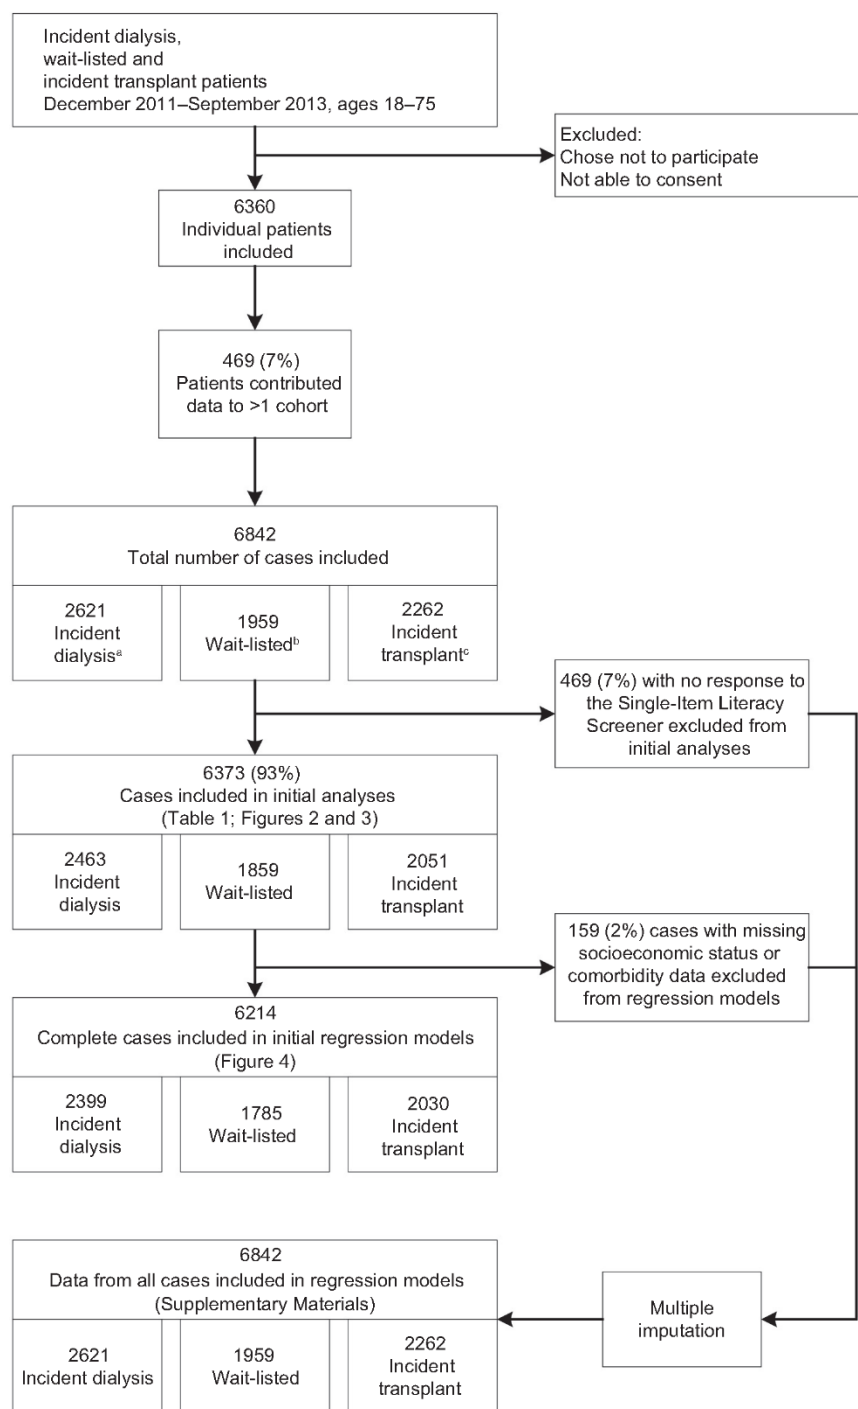 Incident dialysis,
wait-listed and
incident transplant patients
December 2011–September 2013, ages 18–75
Excluded:
Chose not to participate
Not able to consent
6360
Individual patients
included
469 (7%)
Patients contributed
data to >1 cohort
6842
Total number of cases included
2621
Incident
dialysisᵃ
1959
Wait-listedᵇ
2262
Incident
transplantᶜ
469 (7%) with no response to
the Single-Item Literacy
Screener excluded from
initial analyses
6373 (93%)
Cases included in initial analyses
(Table 1; Figures 2 and 3)
2463
Incident
dialysis
1859
Wait-listed
2051
Incident
transplant
159 (2%) cases with missing
socioeconomic status or
comorbidity data excluded
from regression models
6214
Complete cases included in initial regression models
(Figure 4)
2399
Incident
dialysis
1785
Wait-listed
2030
Incident
transplant
6842
Data from all cases included in regression models
(Supplementary Materials)
2621
Incident dialysis
1959
Wait-listed
2262
Incident
transplant
Multiple
imputation